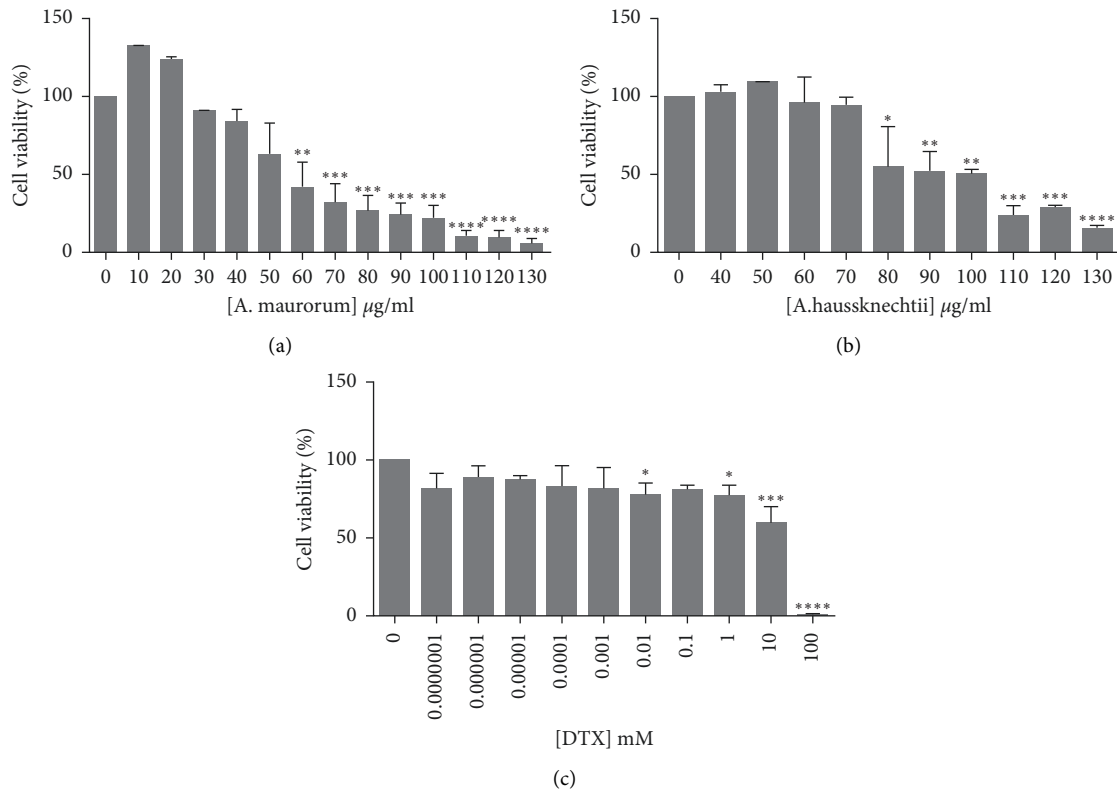 150
100
50
0
Cell viability (%)
** *** *** *** *** **** **** ****
0 10 20 30 40 50 60 70 80 90 100 110 120 130
[A. maurorum] µg/ml
(a)
150
100
50
0
Cell viability (%)
* ** ** *** *** ****
0 40 50 60 70 80 90 100 110 120 130
[A.haussknechtii] µg/ml
(b)
150
100
50
0
Cell viability (%)
* * *** ****
0 0.0000001 0.000001 0.00001 0.0001 0.001 0.01 0.1 1 10 100
[DTX] mM
(c)